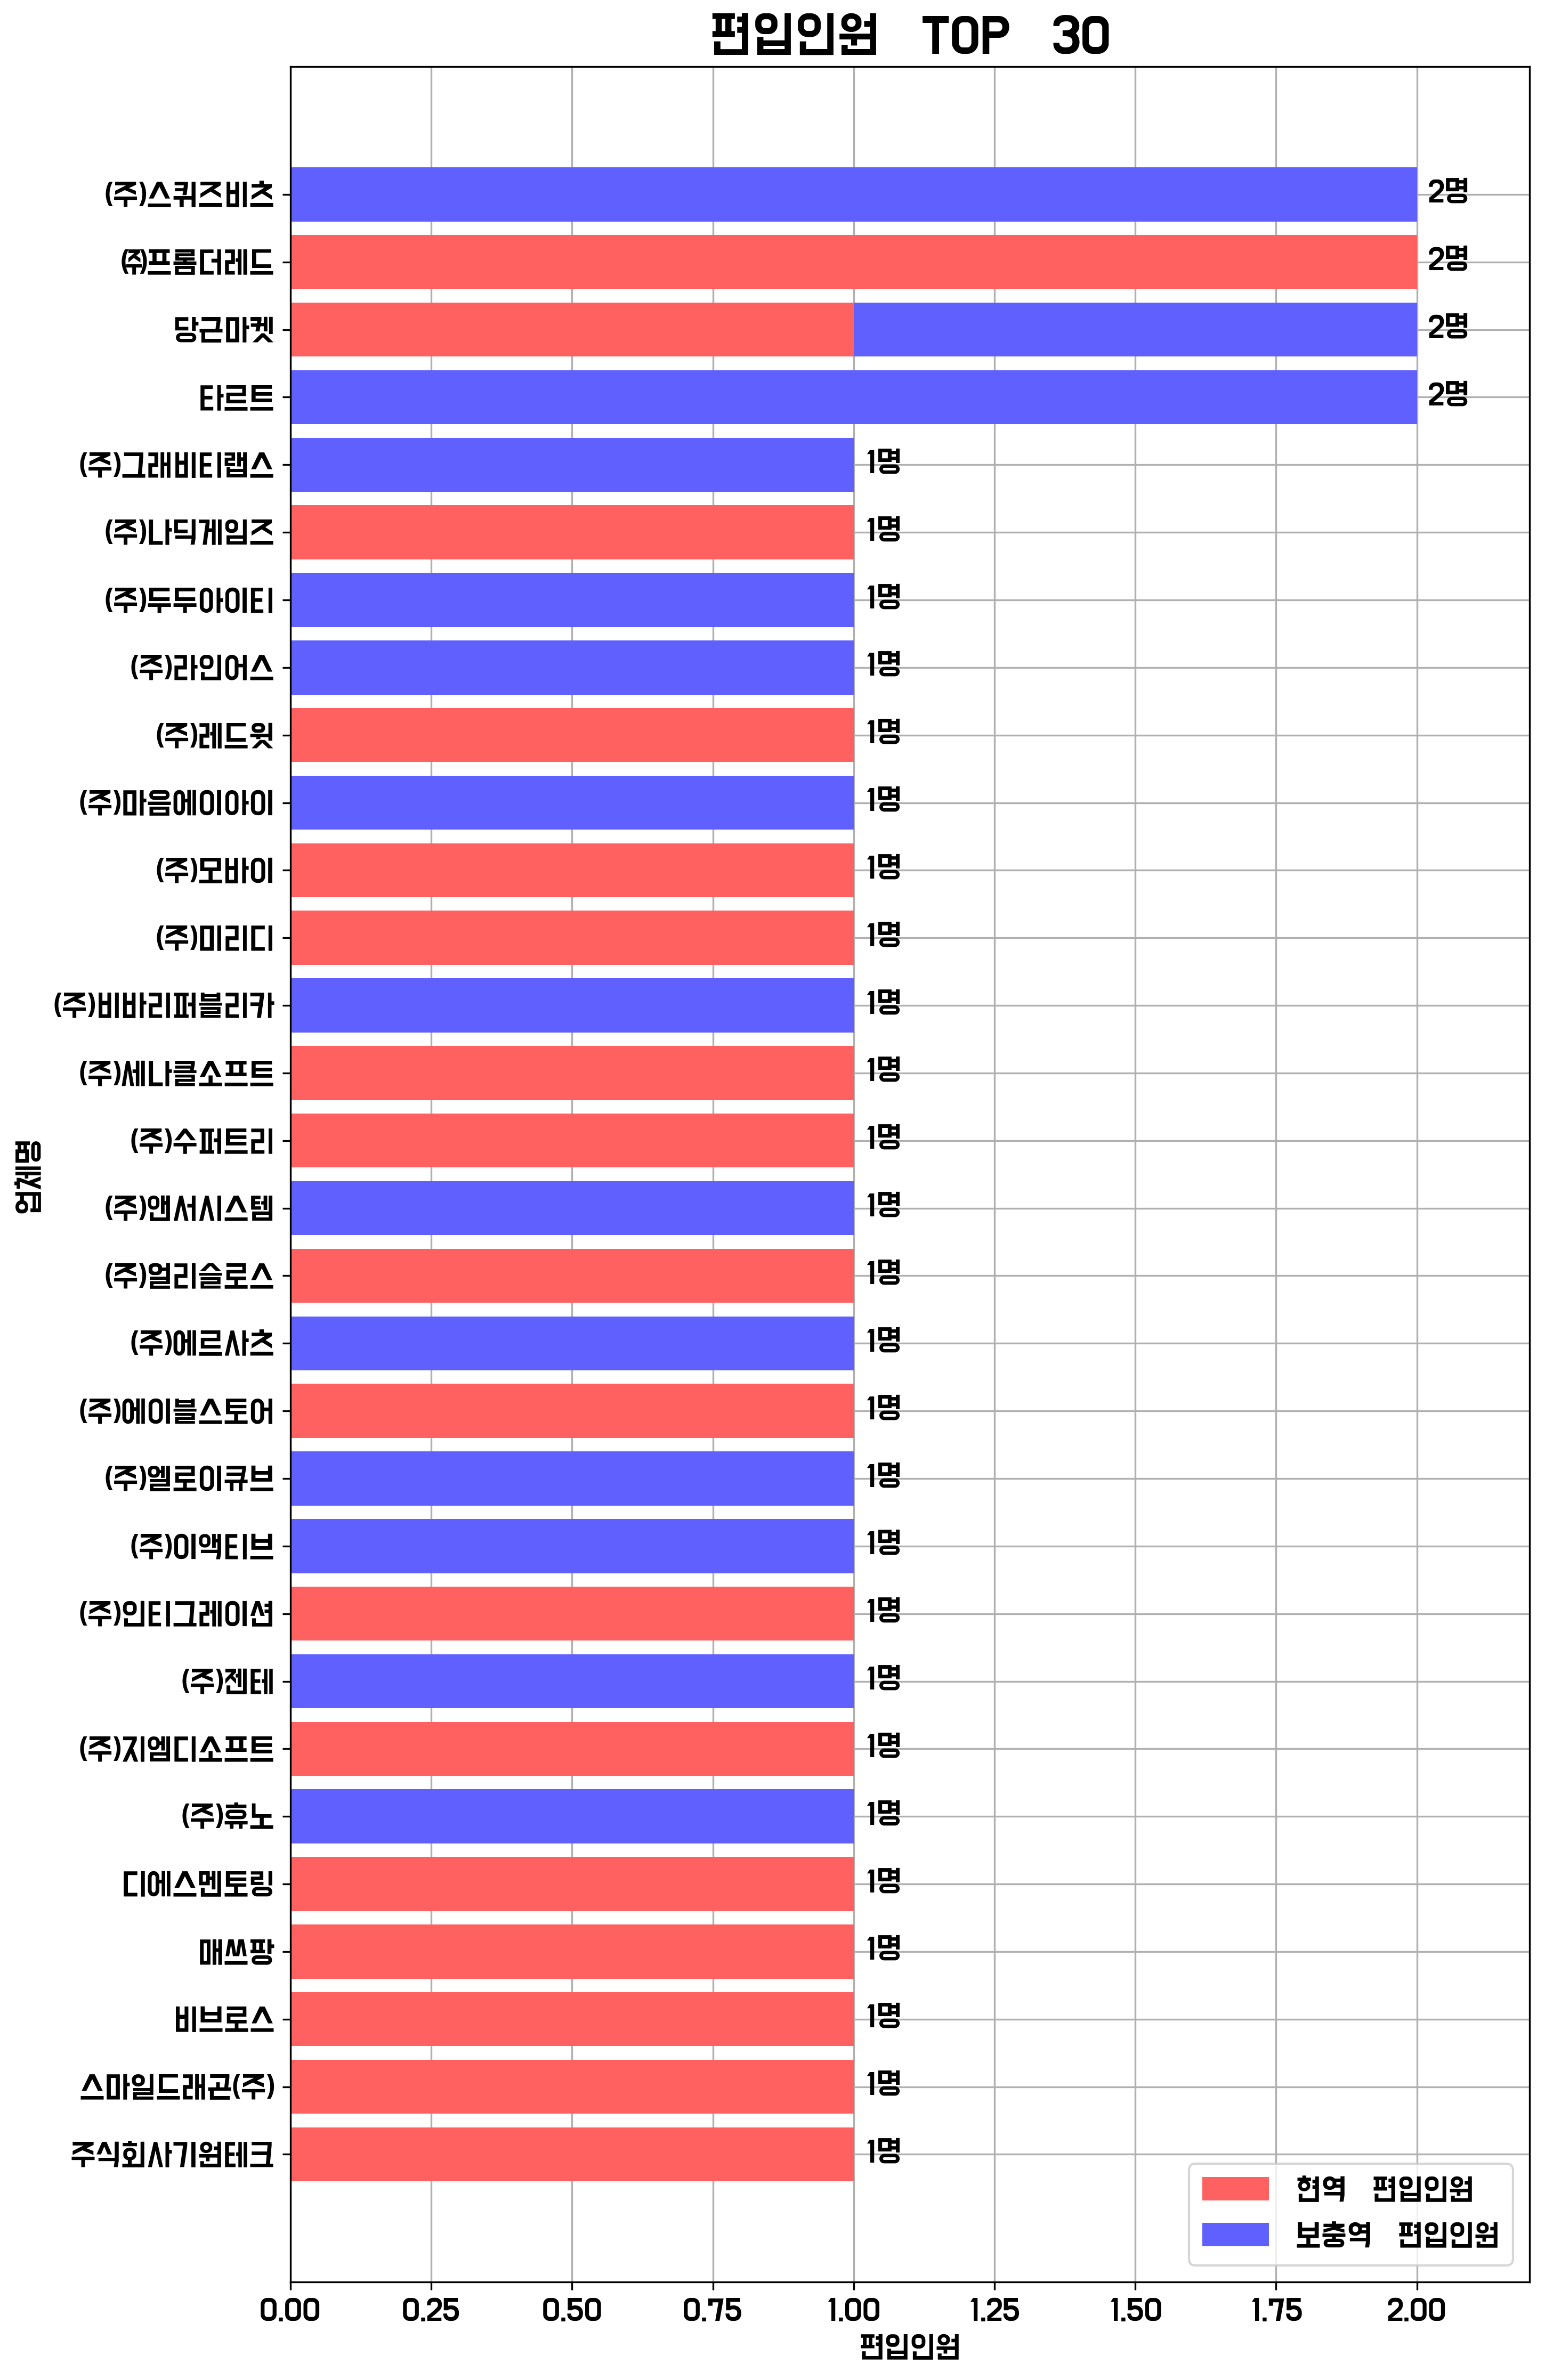 편입인원 TOP 30
(주)스퀴즈비츠 2명
㈜프롬더레드 2명
당근마켓 2명
타르트 2명
(주)그래비티랩스 1명
(주)나딕게임즈 1명
(주)두두아이티 1명
(주)라인어스 1명
(주)레드윗 1명
(주)마음에이아이 1명
(주)모바이 1명
(주)미리디 1명
(주)비바리퍼블리카 1명
(주)세나클소프트 1명
(주)수퍼트리 1명
(주)앤서시스템 1명
(주)얼리슬로스 1명
(주)에르사츠 1명
(주)에이블스토어 1명
(주)엘로이큐브 1명
(주)이액티브 1명
(주)인티그레이션 1명
(주)젠테 1명
(주)지엠디소프트 1명
(주)휴노 1명
디에스멘토링 1명
매쓰팡 1명
비브로스 1명
스마일드래곤(주) 1명
주식회사기원테크 1명
업체명
현역 편입인원
보충역 편입인원
0.00 0.25 0.50 0.75 1.00 1.25 1.50 1.75 2.00
편입인원